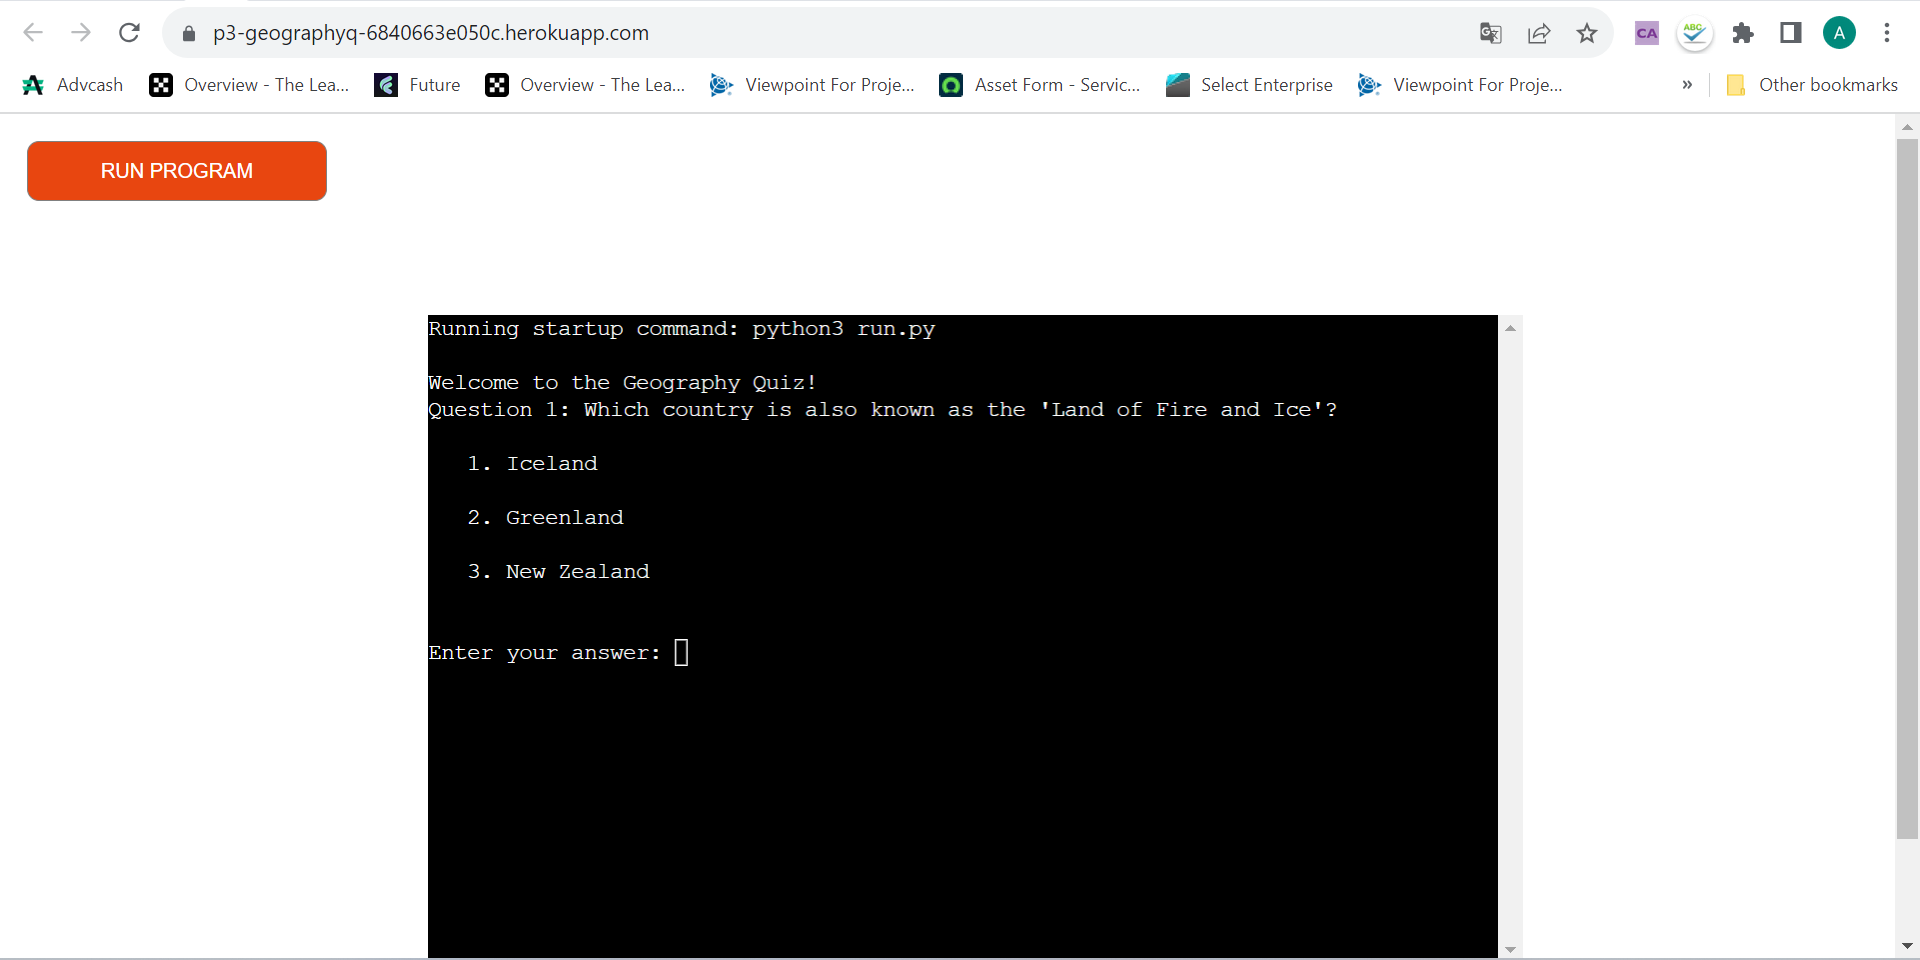 p3-geographyq-6840663e050c.herokuapp.com
CA
ABC
A
Advcash
Overview - The Lea...
Future
Overview - The Lea...
Viewpoint For Proje...
Asset Form - Servic...
Select Enterprise
Viewpoint For Proje...
»
Other bookmarks
RUN PROGRAM
Running startup command: python3 run.py
Welcome to the Geography Quiz!
Question 1: Which country is also known as the 'Land of Fire and Ice'?
1. Iceland
2. Greenland
3. New Zealand
Enter your answer: